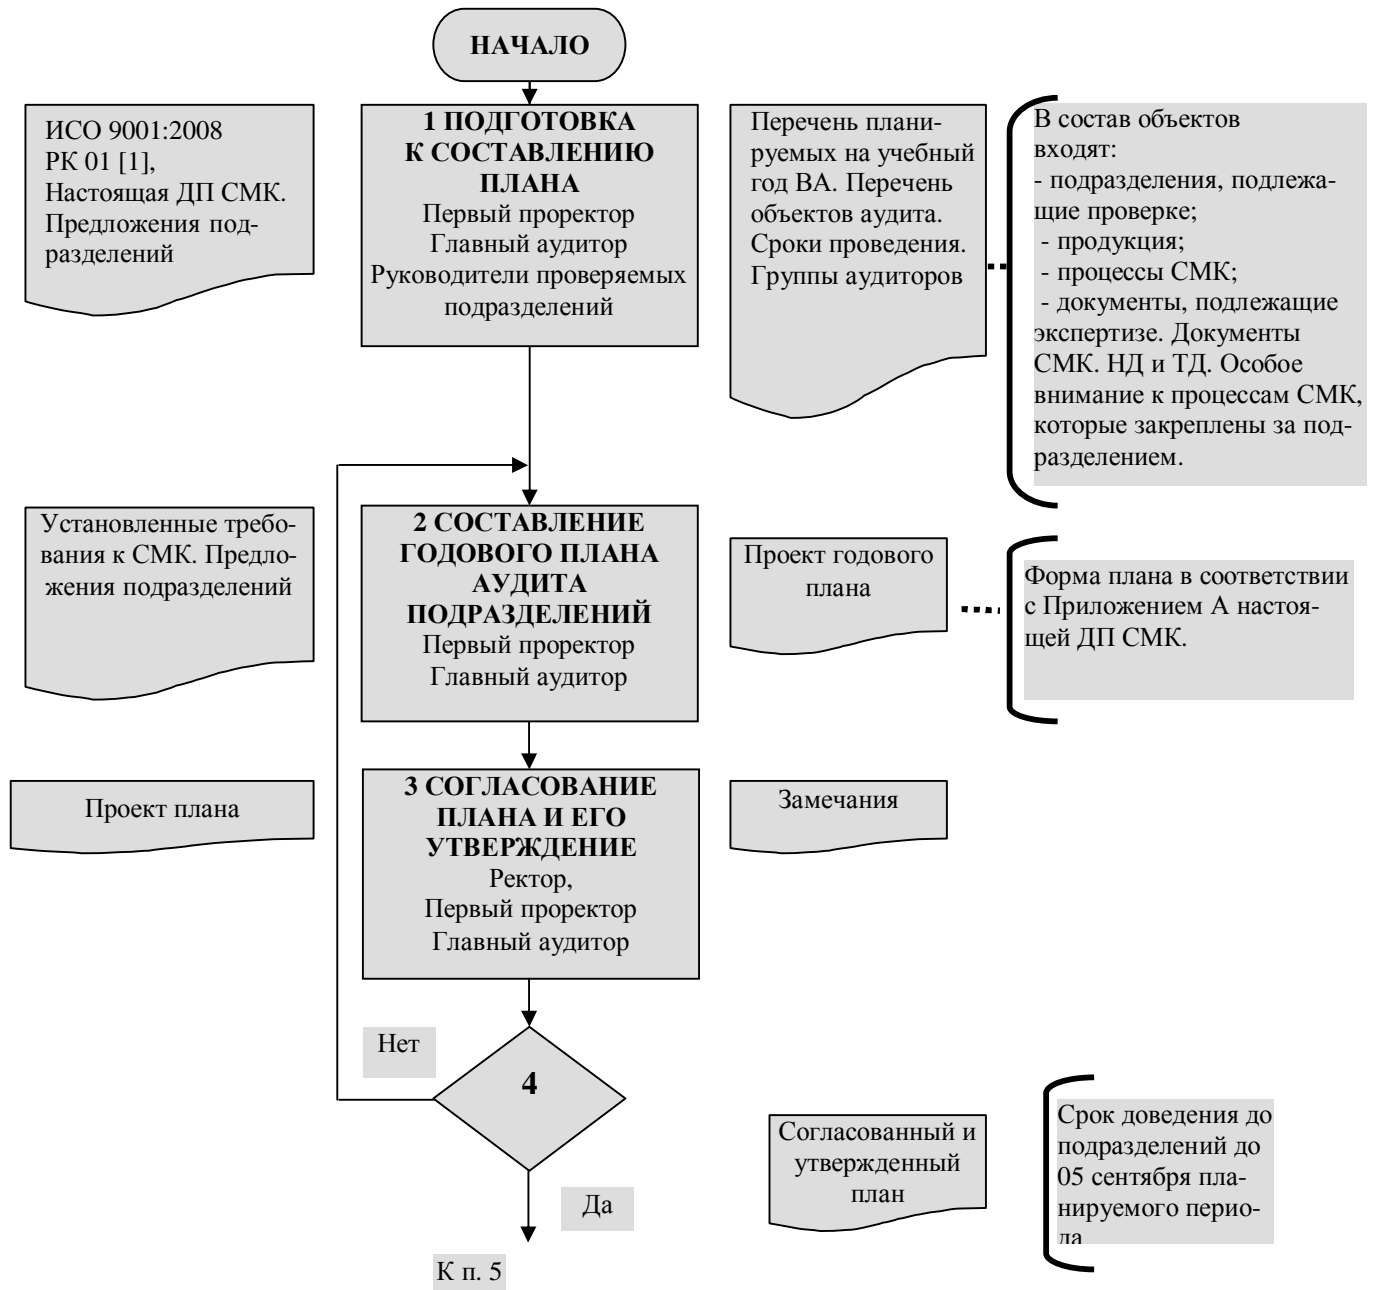 НАЧАЛО
ИСО 9001:2008
РК 01 [1],
Настоящая ДП СМК.
Предложения под-
разделений
1 ПОДГОТОВКА
К СОСТАВЛЕНИЮ
ПЛАНА
Первый проректор
Главный аудитор
Руководители проверяемых
подразделений
Перечень плани-
руемых на учебный
год ВА. Перечень
объектов аудита.
Сроки проведения.
Группы аудиторов
В состав объектов
входят:
- подразделения, подлежа-
щие проверке;
- продукция;
- процессы СМК;
- документы, подлежащие
экспертизе. Документы
СМК. НД и ТД. Особое
внимание к процессам СМК,
которые закреплены за под-
разделением.
Установленные требо-
вания к СМК. Предло-
жения подразделений
2 СОСТАВЛЕНИЕ
ГОДОВОГО ПЛАНА
АУДИТА
ПОДРАЗДЕЛЕНИЙ
Первый проректор
Главный аудитор
Проект годового
плана
Форма плана в соответствии
с Приложением А настоя-
щей ДП СМК.
Проект плана
3 СОГЛАСОВАНИЕ
ПЛАНА И ЕГО
УТВЕРЖДЕНИЕ
Ректор,
Первый проректор
Главный аудитор
Замечания
Нет
4
Да
К п. 5
Согласованный и
утвержденный
план
Срок доведения до
подразделений до
05 сентября пла-
нируемого перио-
да